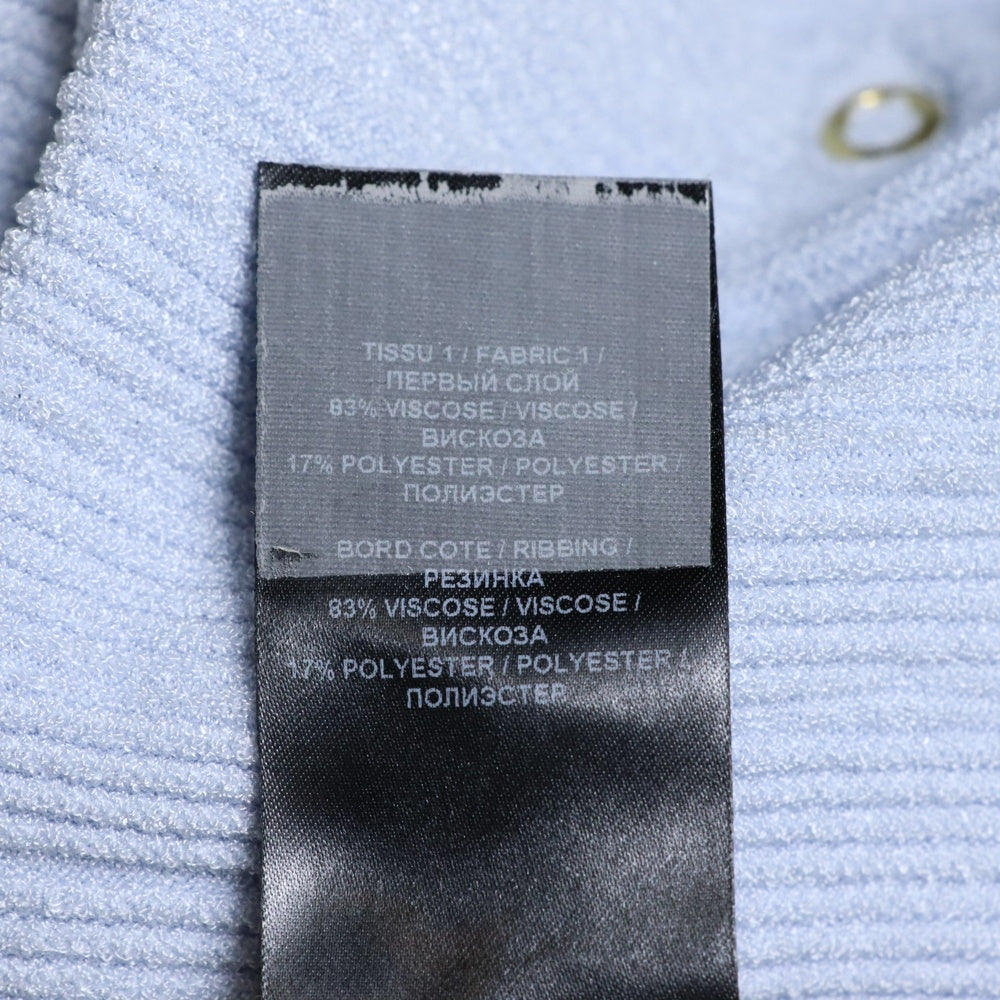 TISSU 1 / FABRIC 1 /
ПЕРВЫЙ СЛОЙ
83% VISCOSE / VISCOSE /
ВИСКОЗА
17% POLYESTER / POLYESTER /
ПОЛИЭСТЕР
BORD COTE / RIBBING /
РЕЗИНКА
83% VISCOSE / VISCOSE /
ВИСКОЗА
17% POLYESTER / POLYESTER /
ПОЛИЭСТЕР